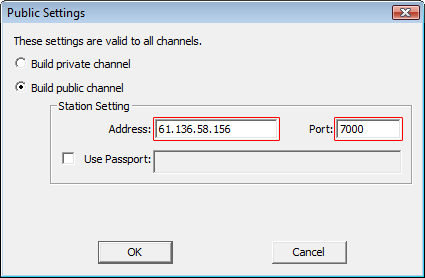 Public Settings
These settings are valid to all channels.
Build private channel
Build public channel
Station Setting
Address: 61.136.58.156 Port: 7000
Use Passport:
OK Cancel